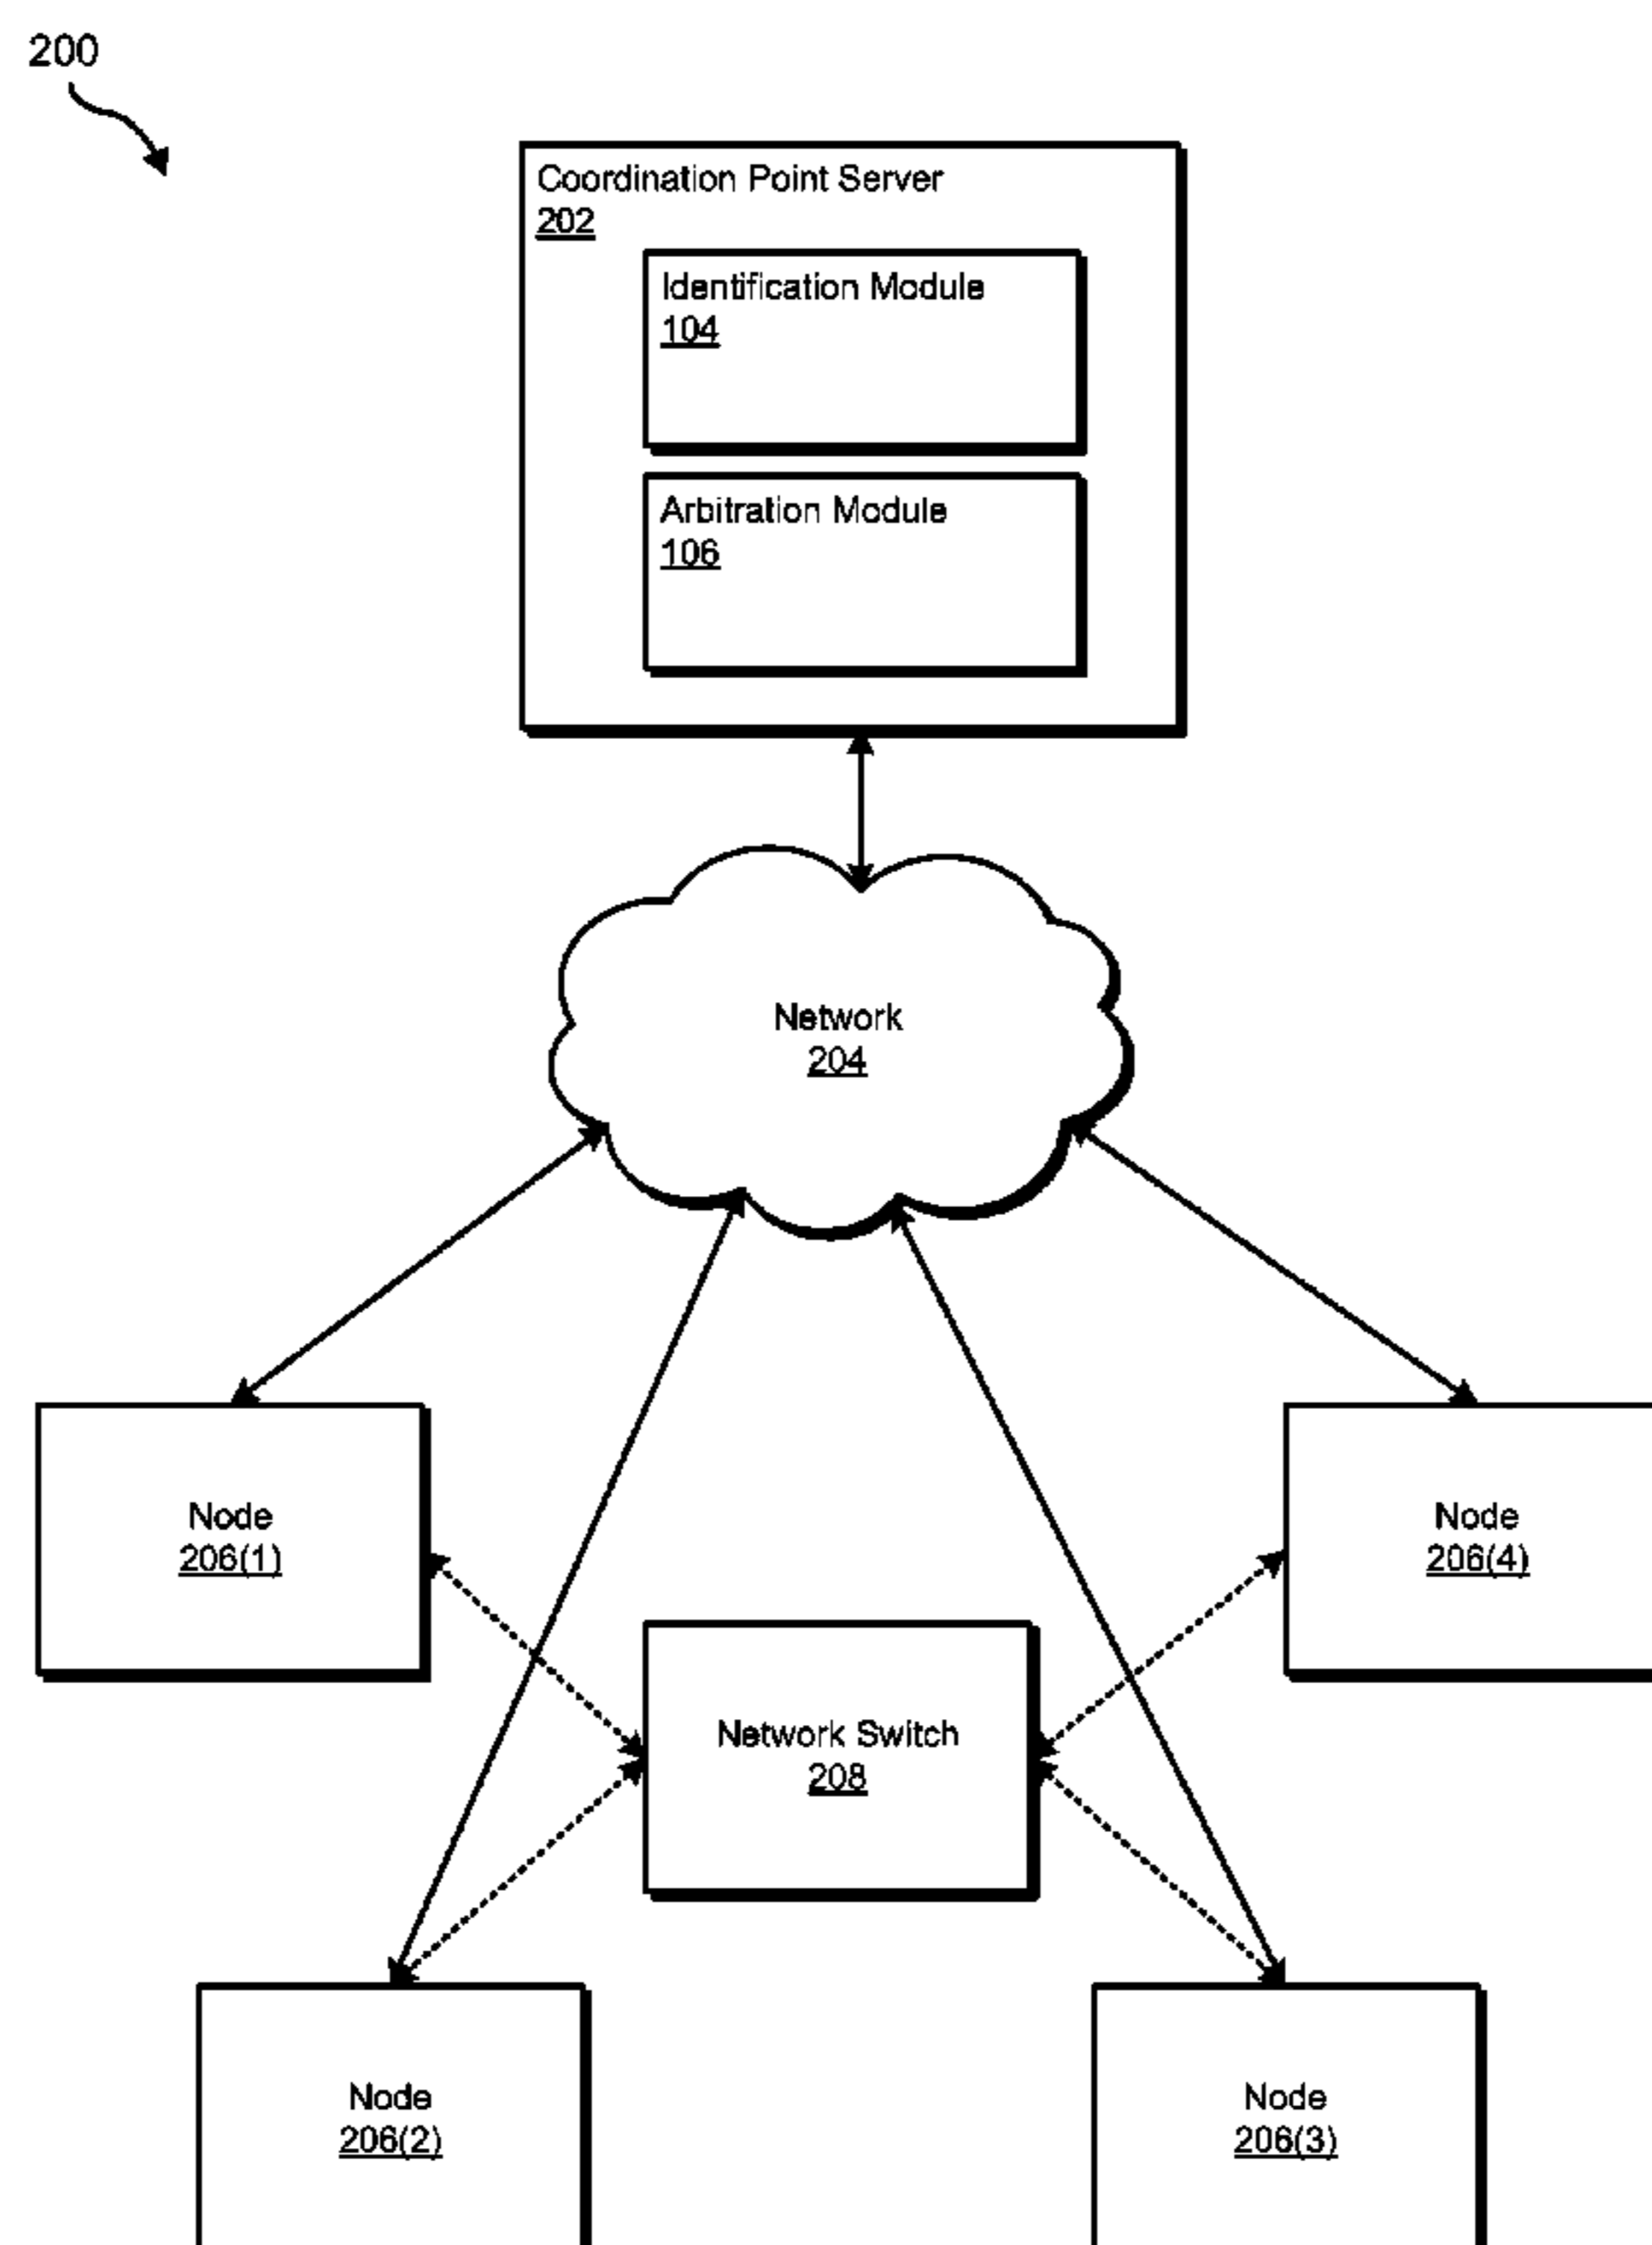 200
Coordination Point Server
202
Identification Module
104
Arbitration Module
106
Network
204
Node
206(1)
Node
206(4)
Network Switch
208
Node
206(2)
Node
206(3)